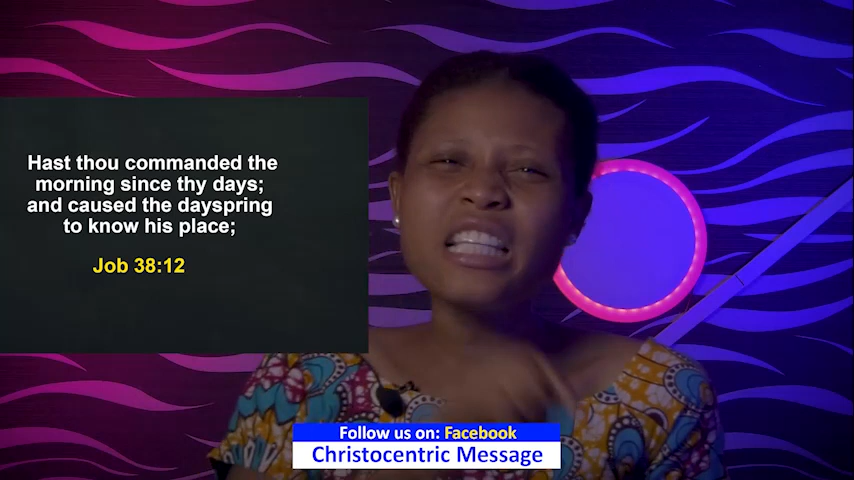 Hast thou commanded the
morning since thy days;
and caused the dayspring
to know his place;
Job 38:12
Follow us on: Facebook
Christocentric Message